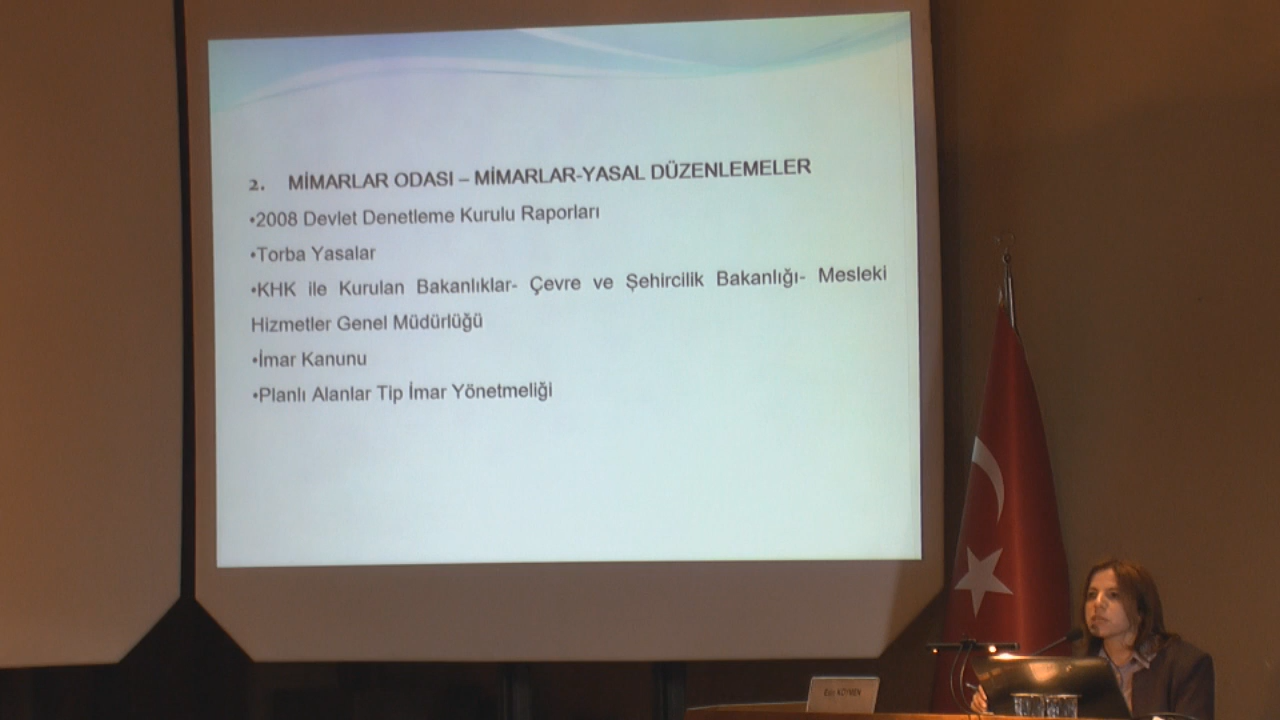 2. MİMARLAR ODASI – MİMARLAR-YASAL DÜZENLEMELER
•2008 Devlet Denetleme Kurulu Raporları
•Torba Yasalar
•KHK ile Kurulan Bakanlıklar- Çevre ve Şehircilik Bakanlığı- Mesleki
Hizmetler Genel Müdürlüğü
•İmar Kanunu
•Planlı Alanlar Tip İmar Yönetmeliği